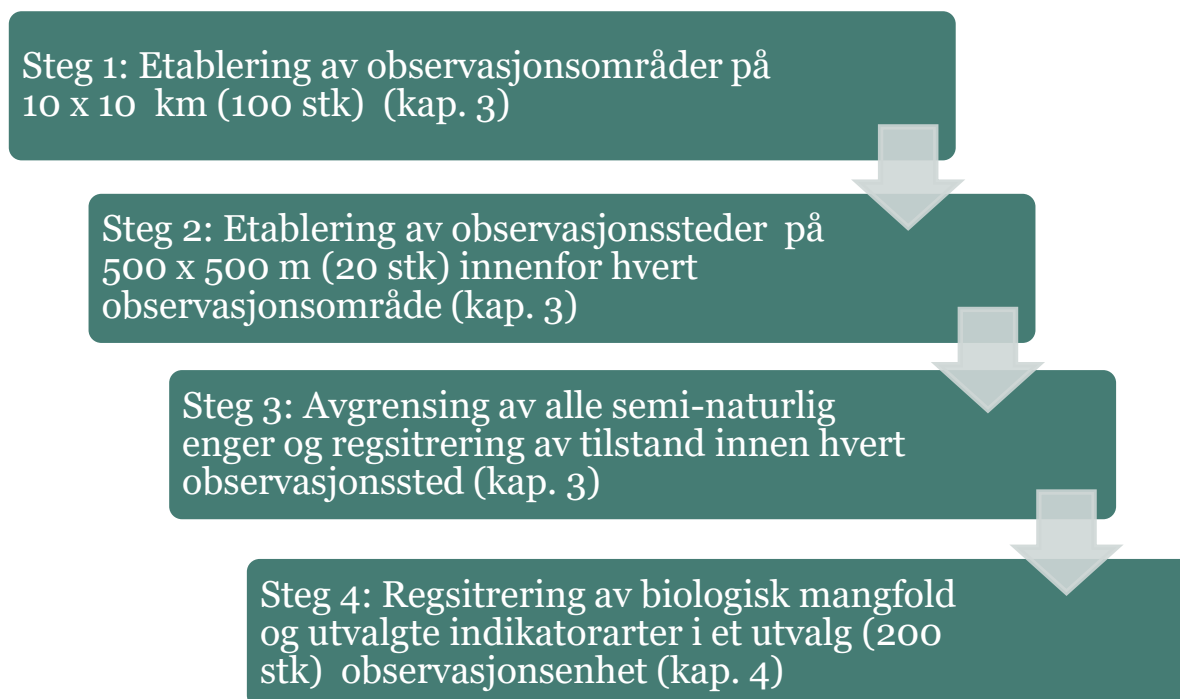 Steg 1: Etablering av observasjonsområder på
10 x 10 km (100 stk) (kap. 3)
Steg 2: Etablering av observasjonssteder på
500 x 500 m (20 stk) innenfor hvert
observasjonsområde (kap. 3)
Steg 3: Avgrensing av alle semi-naturlig
enger og regsitrering av tilstand innen hvert
observasjonssted (kap. 3)
Steg 4: Regsitrering av biologisk mangfold
og utvalgte indikatorarter i et utvalg (200
stk) observasjonsenhet (kap. 4)